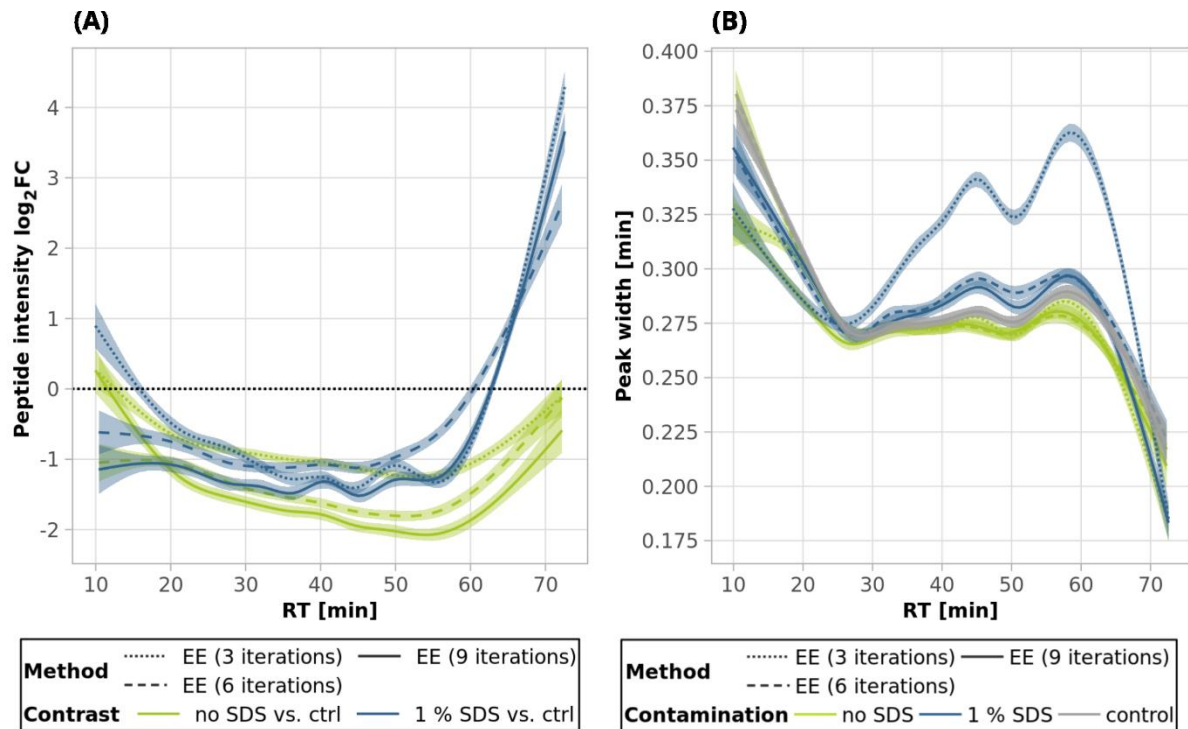 (A)
Peptide intensity log₂FC
4
3
2
1
0
-1
-2
10 20 30 40 50 60 70
RT [min]
Method EE (3 iterations) EE (9 iterations)
EE (6 iterations)
Contrast no SDS vs. ctrl 1 % SDS vs. ctrl
(B)
Peak width [min]
0.400
0.375
0.350
0.325
0.300
0.275
0.250
0.225
0.200
0.175
10 20 30 40 50 60 70
RT [min]
Method EE (3 iterations) EE (9 iterations)
EE (6 iterations)
Contamination no SDS 1 % SDS control